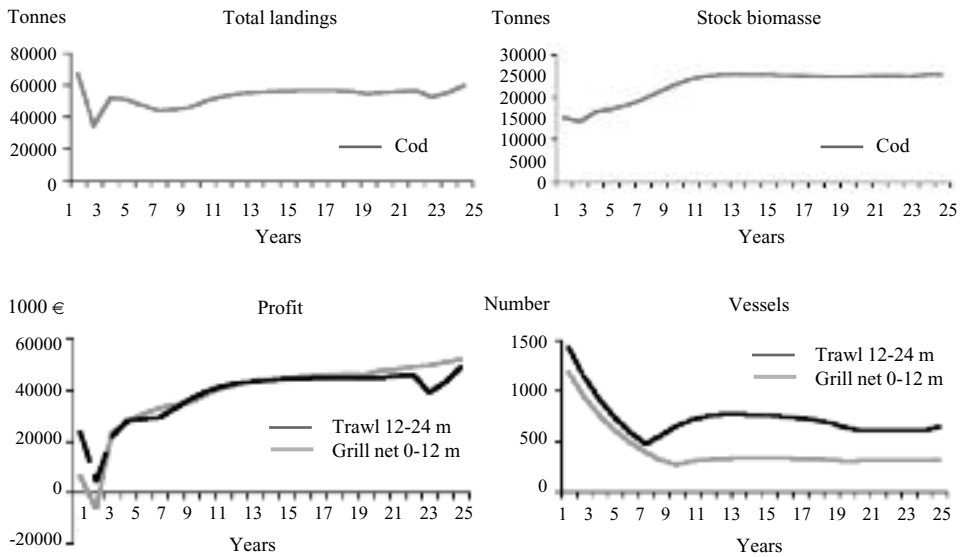 Tonnes Total landings
80000
60000
40000
20000
0
Cod
1 3 5 7 9 11 13 15 17 19 21 23 25
Years
Tonnes Stock biomasse
30000
25000
20000
15000
10000
5000
0
Cod
1 3 5 7 9 11 13 15 17 19 21 23 25
Years
1000 € Profit
60000
40000
20000
0
-20000
Trawl 12-24 m
Grill net 0-12 m
1 3 5 7 9 11 13 15 17 19 21 23 25
Years
Number Vessels
1500
1000
500
0
Trawl 12-24 m
Grill net 0-12 m
1 3 5 7 9 11 13 15 17 19 21 23 25
Years